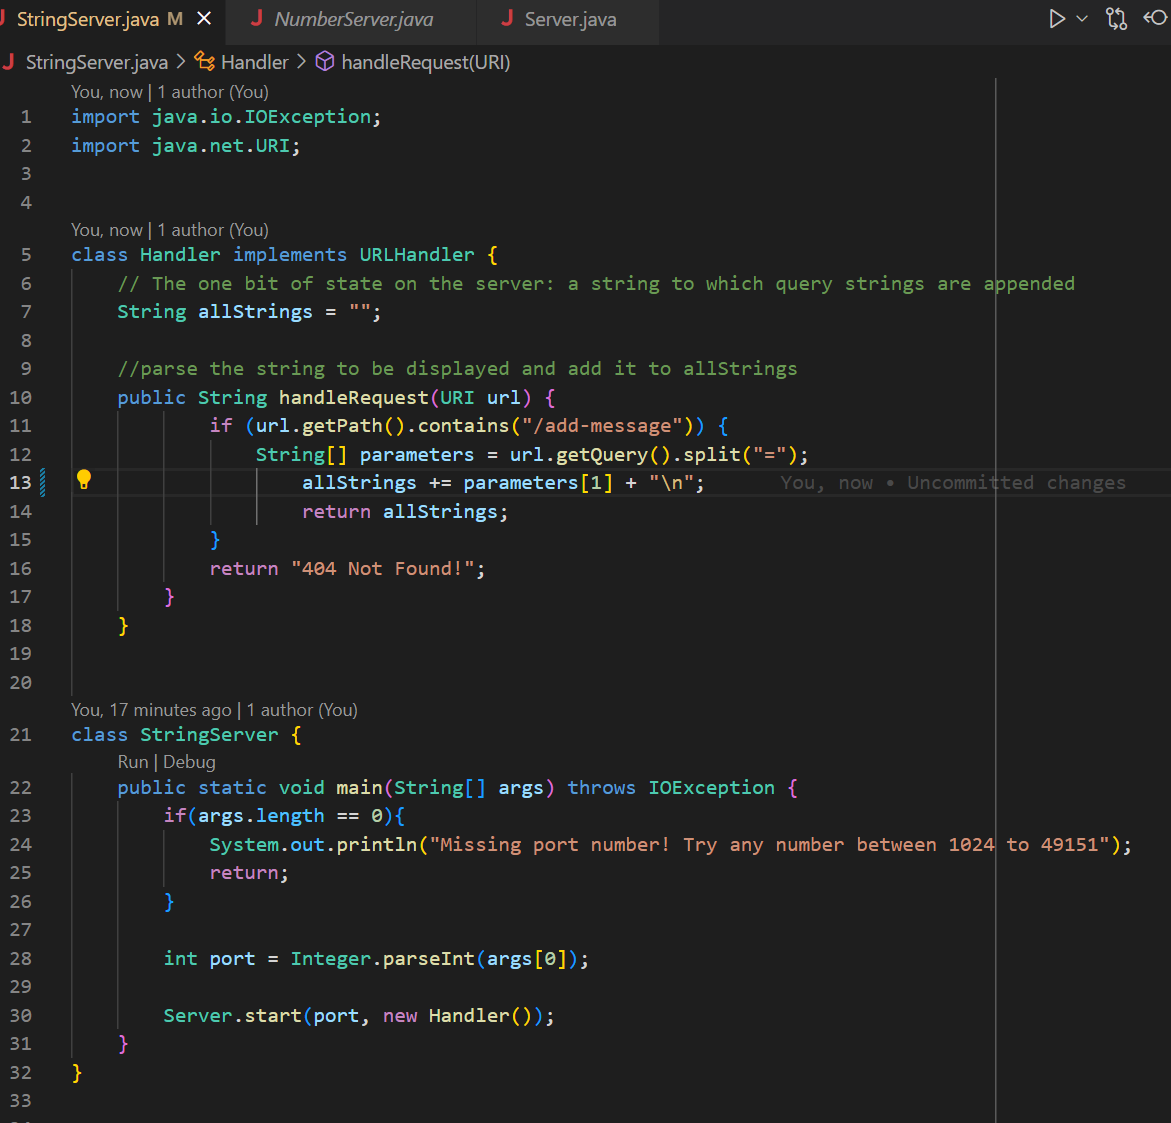 J StringServer.java M × J NumberServer.java J Server.java
J StringServer.java > Handler > handleRequest(URI)
You, now | 1 author (You)
1 import java.io.IOException;
2 import java.net.URI;
3
4
You, now | 1 author (You)
5 class Handler implements URLHandler {
6 // The one bit of state on the server: a string to which query strings are appended
7 String allStrings = "";
8
9 //parse the string to be displayed and add it to allStrings
10 public String handleRequest(URI url) {
11 if (url.getPath().contains("/add-message")) {
12 String[] parameters = url.getQuery().split("=");
13 allStrings += parameters[1] + "\n"; You, now • Uncommitted changes
14 return allStrings;
15 }
16 return "404 Not Found!";
17 }
18 }
19
20
You, 17 minutes ago | 1 author (You)
21 class StringServer {
Run | Debug
22 public static void main(String[] args) throws IOException {
23 if(args.length == 0){
24 System.out.println("Missing port number! Try any number between 1024 to 49151");
25 return;
26 }
27
28 int port = Integer.parseInt(args[0]);
29
30 Server.start(port, new Handler());
31 }
32 }
33